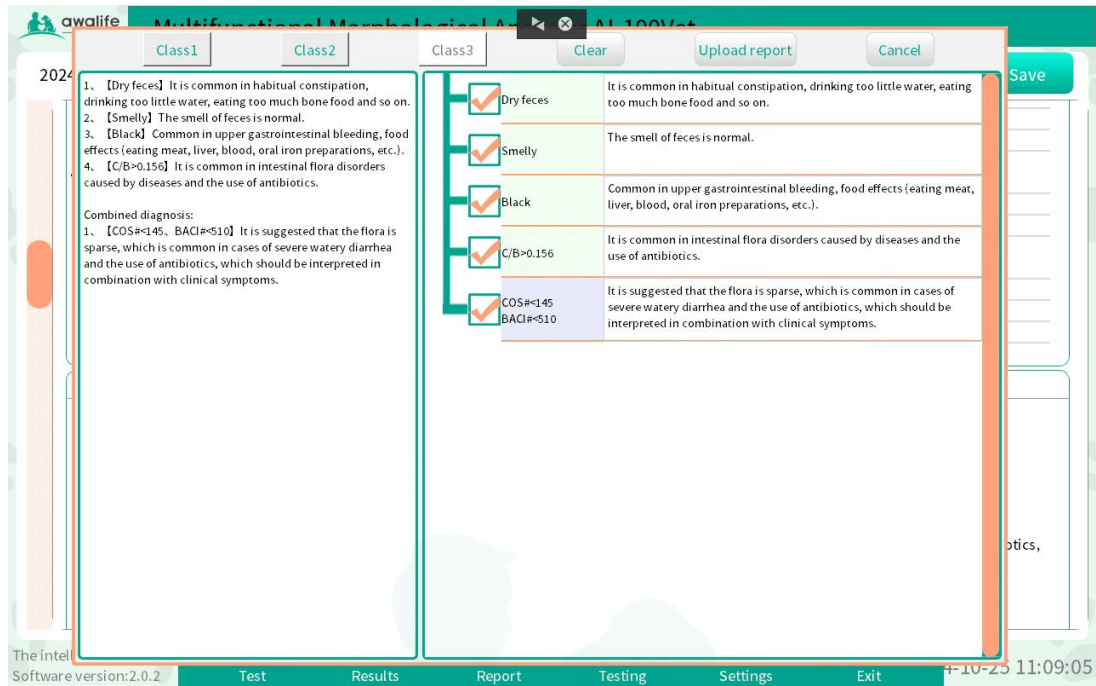 awalife
Class1
Class2
Class3
Clear
Upload report
Cancel
2024
Save
1、【Dry feces】It is common in habitual constipation,
drinking too little water, eating too much bone food and so on.
2、【Smelly】The smell of feces is normal.
3、【Black】Common in upper gastrointestinal bleeding, food
effects (eating meat, liver, blood, oral iron preparations, etc.).
4、【C/B>0.156】It is common in intestinal flora disorders
caused by diseases and the use of antibiotics.
Combined diagnosis:
1、【COS#<145、BACI#<510】It is suggested that the flora is
sparse, which is common in cases of severe watery diarrhea
and the use of antibiotics, which should be interpreted in
combination with clinical symptoms.
Dry feces
It is common in habitual constipation, drinking too little water, eating
too much bone food and so on.
Smelly
The smell of feces is normal.
Black
Common in upper gastrointestinal bleeding, food effects (eating meat,
liver, blood, oral iron preparations, etc.).
C/B>0.156
It is common in intestinal flora disorders caused by diseases and the
use of antibiotics.
COS#<145
BACI#<510
It is suggested that the flora is sparse, which is common in cases of
severe watery diarrhea and the use of antibiotics, which should be
interpreted in combination with clinical symptoms.
otics,
The intell
Software version:2.0.2
Test
Results
Report
Testing
Settings
Exit
4-10-25 11:09:05